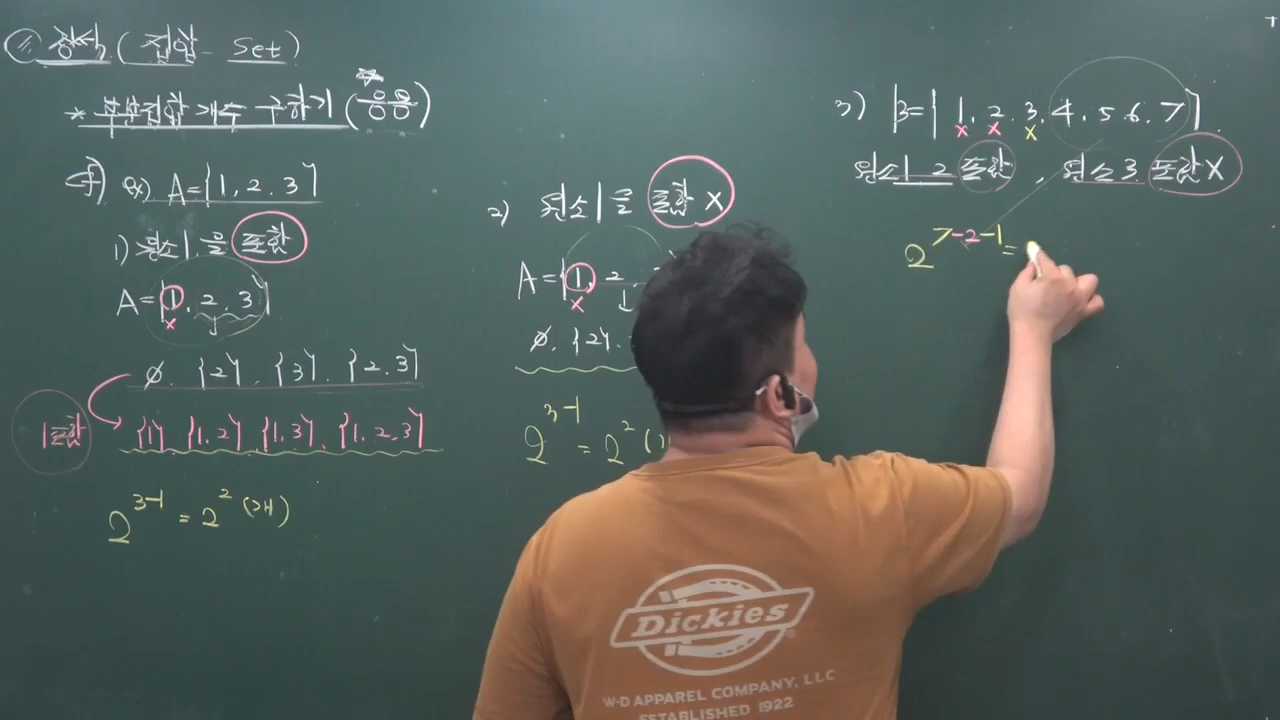 (집합 - Set)
* 부분집합 개수 구하기 (응용)
ex) A={1, 2, 3}
1) 원소 1을 포함
A={1, 2, 3}
∅, {2}, {3}, {2, 3}
1포함 {1}, {1, 2}, {1, 3}, {1, 2, 3}
2^{3-1} = 2^2 (개)
2) 원소 1을 포함 X
A={1, 2
x
∅, {2},
2^{3-1} = 2^2 (개
3) B={1, 2, 3, 4, 5, 6, 7}
x x x
원소 1, 2 포함, 원소 3 포함 X
2^{7-2-1} =
Dickies
W-D APPAREL COMPANY, LLC
ESTABLISHED 1922